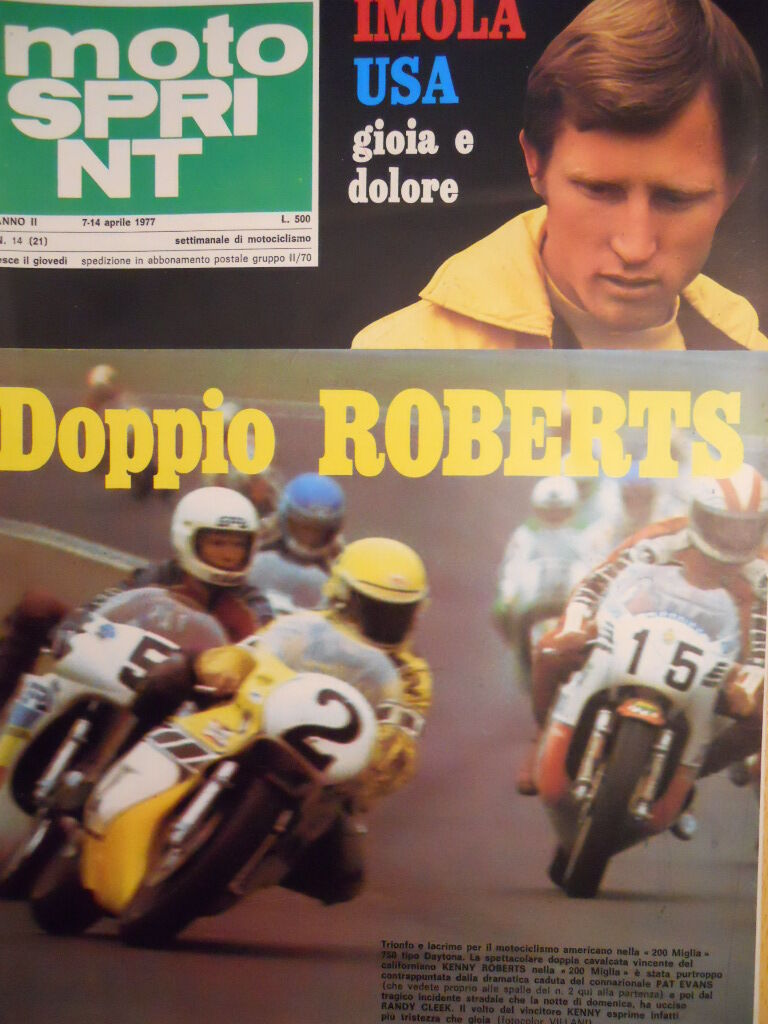 moto
SPRI
NT
ANNO II 7-14 aprile 1977 L. 500
N. 14 (21) settimanale di motociclismo
esce il giovedì spedizione in abbonamento postale gruppo II/70
IMOLA
USA
gioia e
dolore
Doppio ROBERTS
5
2
15
Trionfo e lacrime per il motociclismo americano nella « 200 Miglia »
750 tipo Daytona. La spettacolare doppia cavalcata vincente del
californiano KENNY ROBERTS nella « 200 Miglia » è stata purtroppo
contrappuntata dalla dramatica caduta del connazionale PAT EVANS
(che vedete proprio alle spalle del n. 2 qui alla partenza) e poi dal
tragico incidente stradale che la notte di domenica, ha ucciso
RANDY CLEEK. Il volto del vincitore KENNY esprime infatti
più tristezza che gioia (fotocolor VILLANI